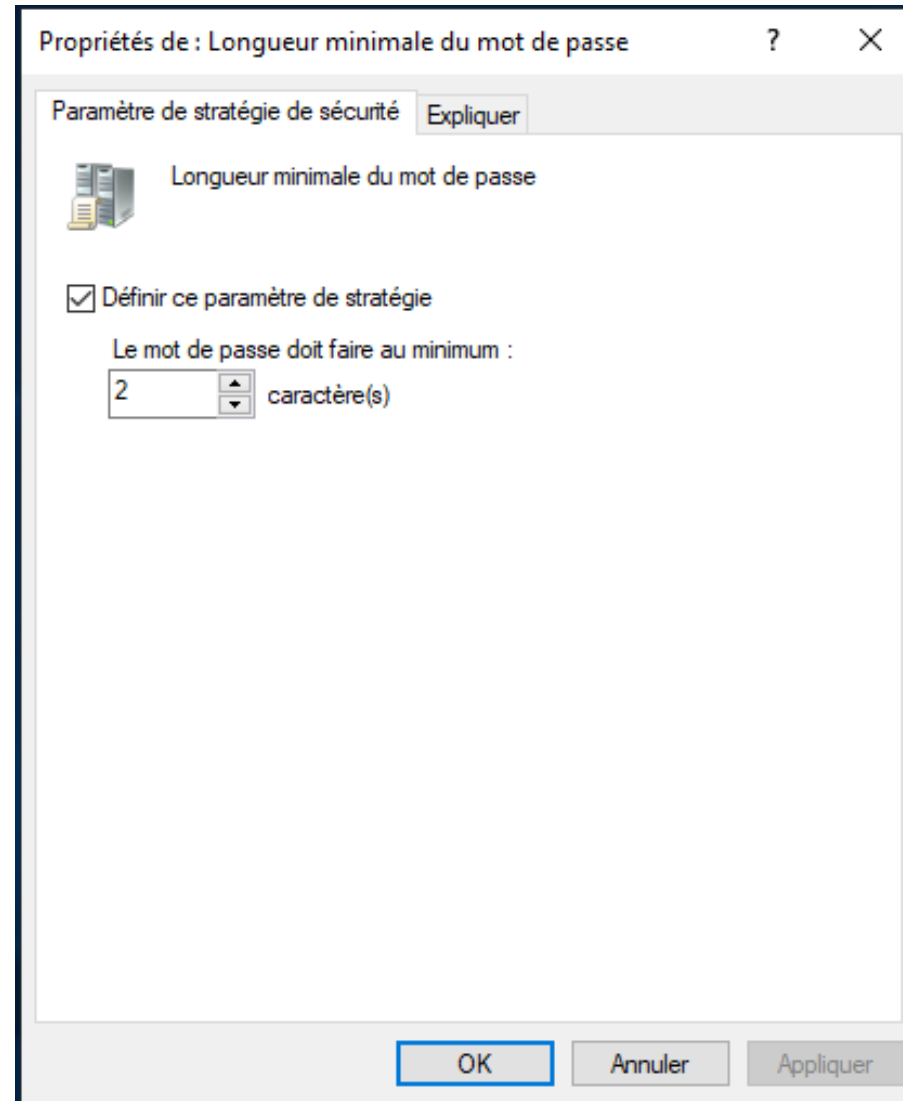 Propriétés de : Longueur minimale du mot de passe ?
Paramètre de stratégie de sécurité Expliquer
Longueur minimale du mot de passe
Définir ce paramètre de stratégie
Le mot de passe doit faire au minimum :
2 caractère(s)
OK Annuler Appliquer